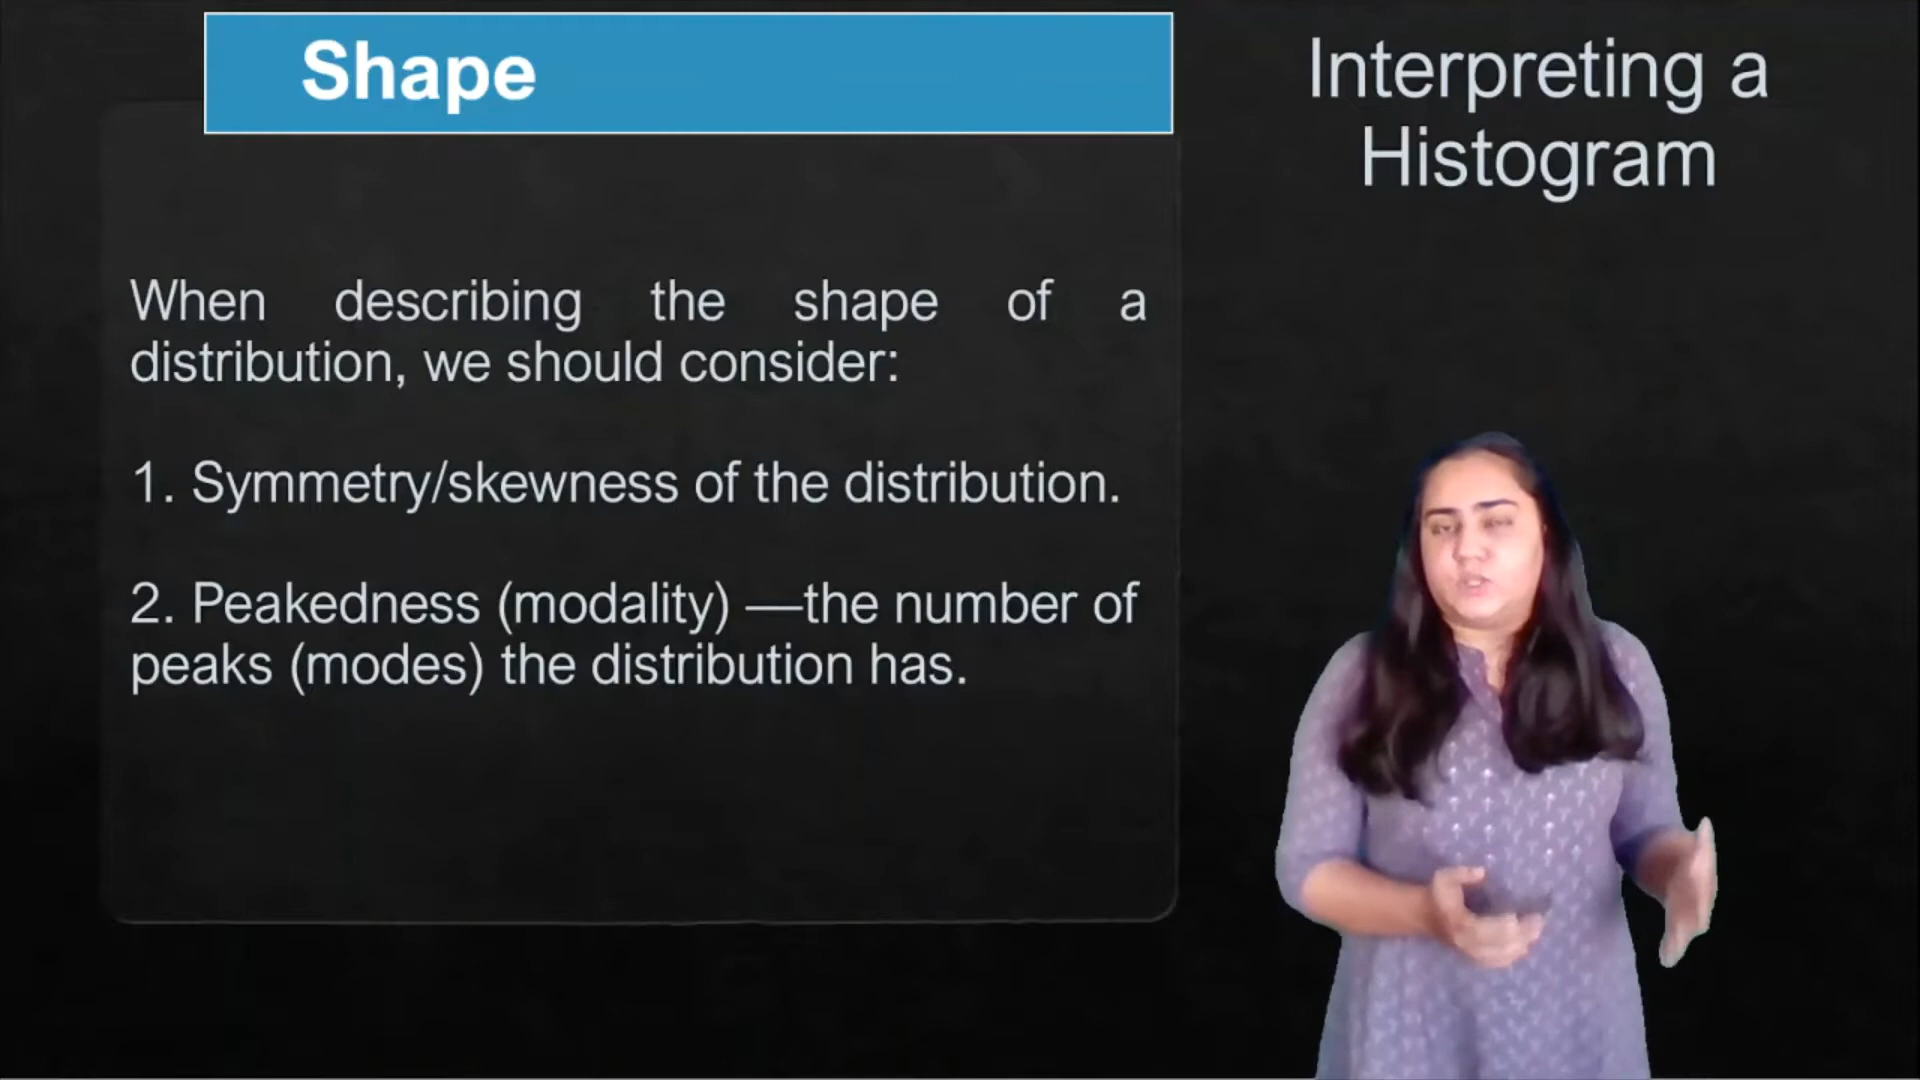 Shape
Interpreting a
Histogram
When describing the shape of a
distribution, we should consider:
1. Symmetry/skewness of the distribution.
2. Peakedness (modality) —the number of
peaks (modes) the distribution has.